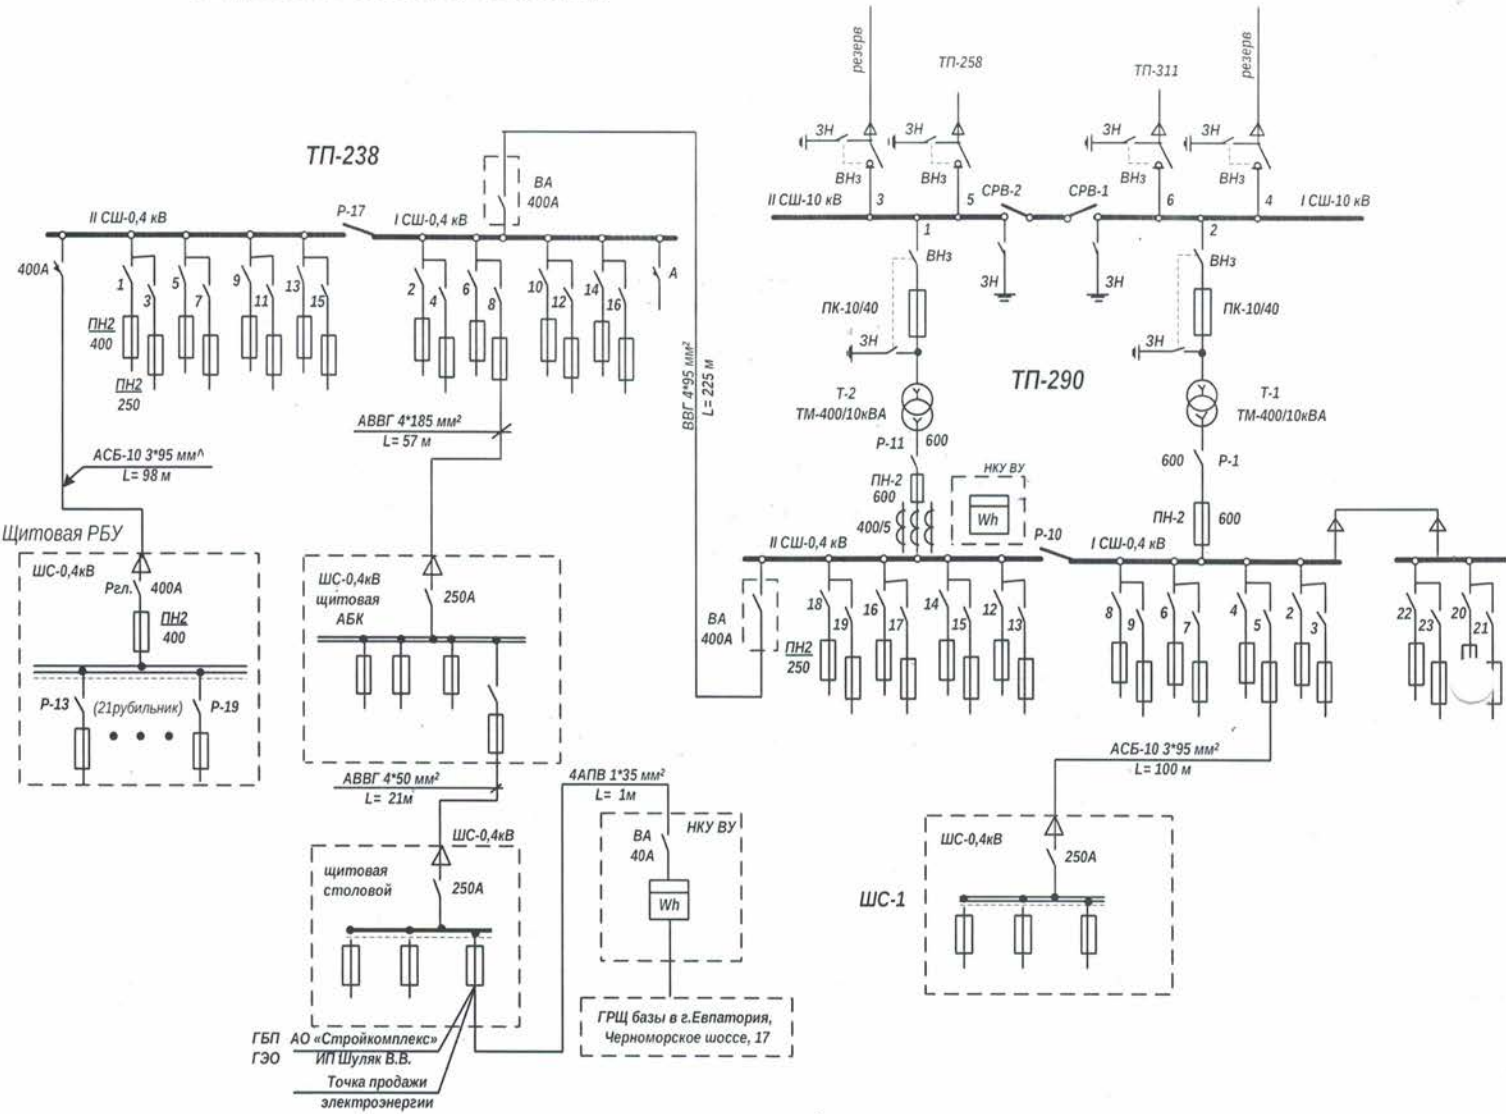 резерв
ТП-258
ТП-311
резерв
ЗН
ЗН
ЗН
ЗН
ВНз
ВНз
ВНз
ВНз
II СШ-10 кВ
3
5
СРВ-2
СРВ-1
6
4
I СШ-10 кВ
1
2
ВНз
ЗН
ЗН
ВНз
ПК-10/40
ПК-10/40
ЗН
ЗН
ТП-290
Т-2
ТМ-400/10кВА
Т-1
ТМ-400/10кВА
Р-11
600
600
Р-1
ПН-2
600
НКУ ВУ
Wh
400/5
ПН-2
600
II СШ-0,4 кВ
Р-10
I СШ-0,4 кВ
ВА
400А
18
19
16
17
14
15
12
13
8
9
6
7
4
5
2
3
22
23
20
21
ПН2
250
ТП-238
ВА
400А
II СШ-0,4 кВ
Р-17
I СШ-0,4 кВ
400А
1
3
5
7
9
11
13
15
2
4
6
8
10
12
14
16
А
ПН2
400
ПН2
250
ВВГ 4*95 мм²
L= 225 м
АВВГ 4*185 мм²
L= 57 м
АСБ-10 3*95 мм^
L= 98 м
Щитовая РБУ
ШС-0,4кВ
Ргл.
400А
ПН2
400
Р-13
(21рубильник)
Р-19
ШС-0,4кВ
щитовая
АБК
250А
АВВГ 4*50 мм²
L= 21м
ШС-0,4кВ
щитовая
столовой
250А
4АПВ 1*35 мм²
L= 1м
НКУ ВУ
ВА
40А
Wh
ГРЩ базы в г.Евпатория,
Черноморское шоссе, 17
ГБП АО «Стройкомплекс»
ГЭО ИП Шуляк В.В.
Точка продажи
электроэнергии
АСБ-10 3*95 мм²
L= 100 м
ШС-0,4кВ
250А
ШС-1